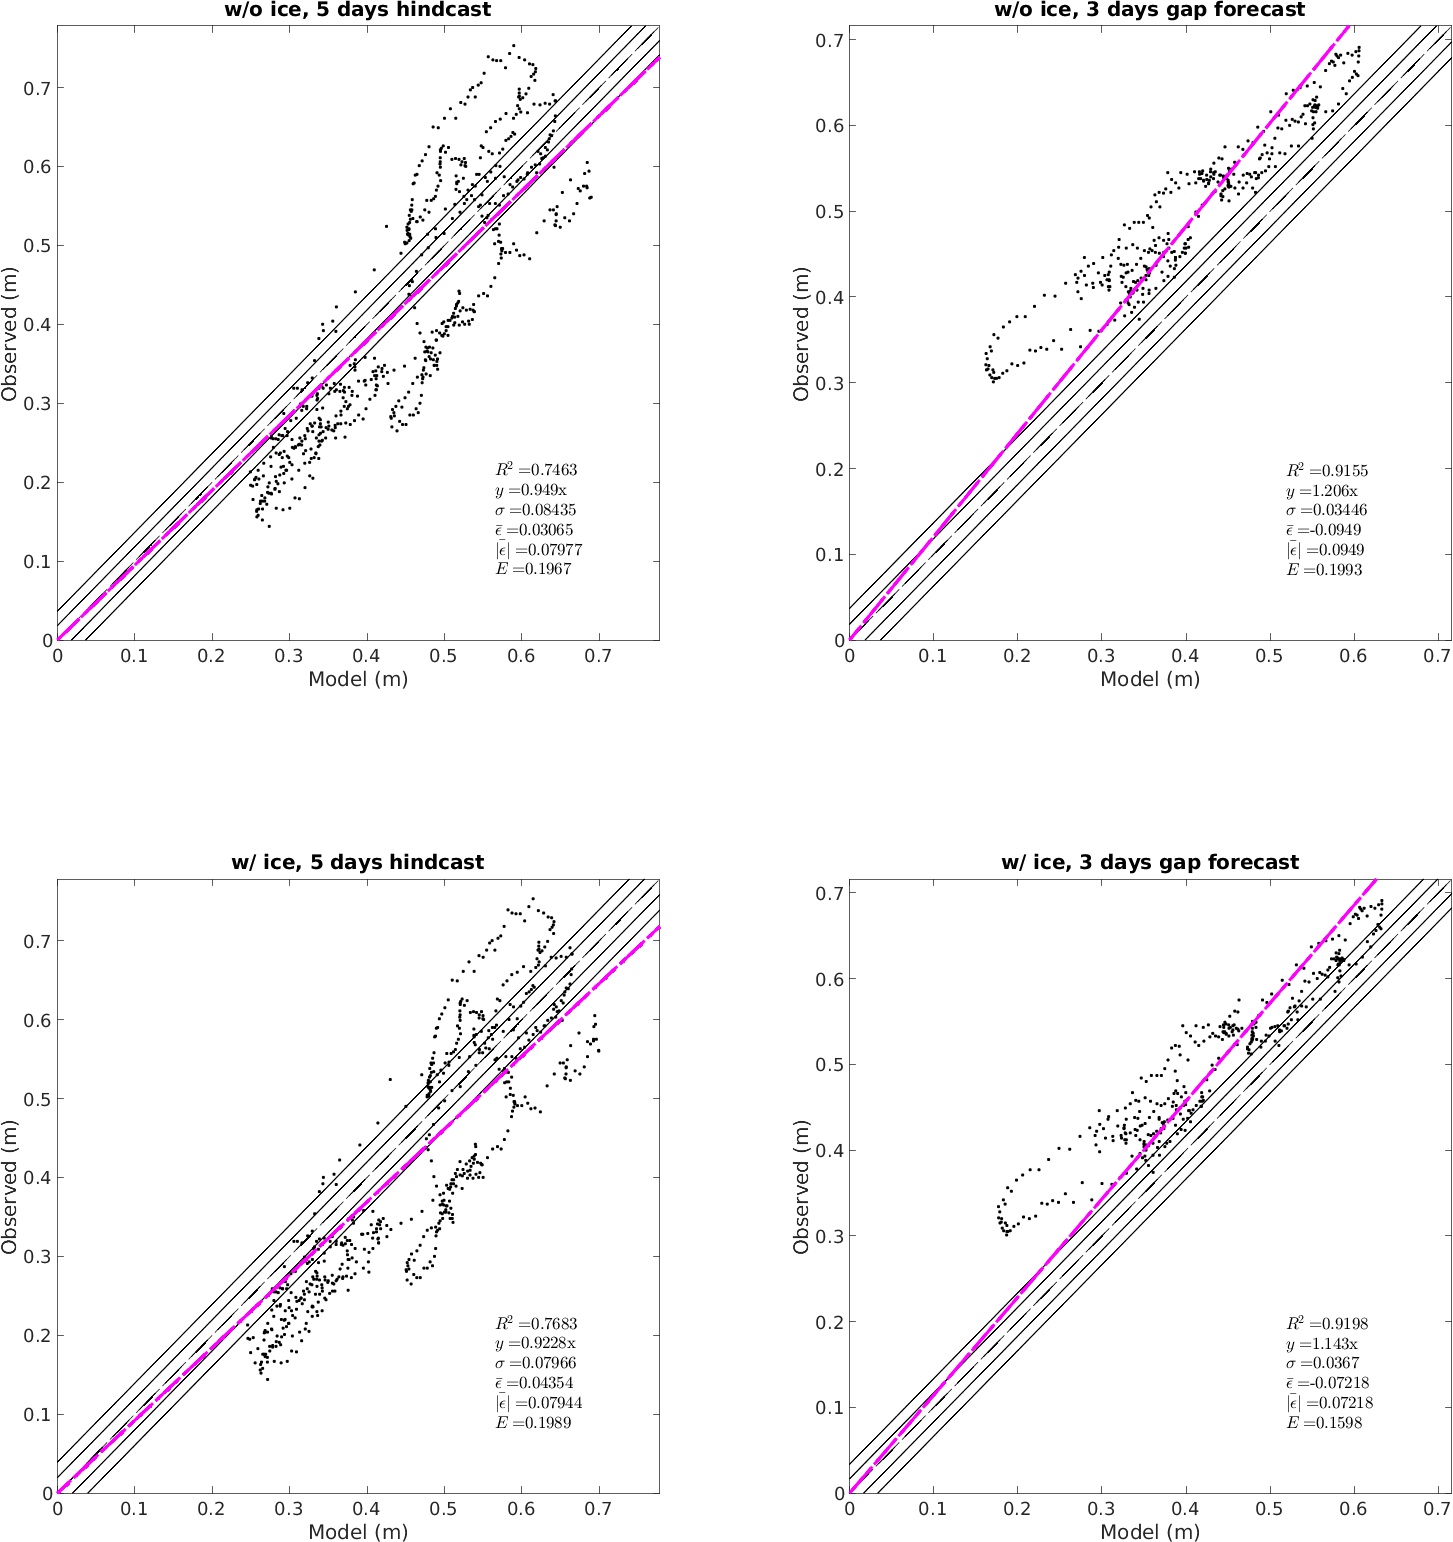 w/o ice, 5 days hindcast
Observed (m)
0.7
0.6
0.5
0.4
0.3
0.2
0.1
0
R² =0.7463
y =0.949x
σ =0.08435
ε̄ =0.03065
|ε̄| =0.07977
E =0.1967
0 0.1 0.2 0.3 0.4 0.5 0.6 0.7
Model (m)
w/o ice, 3 days gap forecast
Observed (m)
0.7
0.6
0.5
0.4
0.3
0.2
0.1
0
R² =0.9155
y =1.206x
σ =0.03446
ε̄ =-0.0949
|ε̄| =0.0949
E =0.1993
0 0.1 0.2 0.3 0.4 0.5 0.6 0.7
Model (m)
w/ ice, 5 days hindcast
Observed (m)
0.7
0.6
0.5
0.4
0.3
0.2
0.1
0
R² =0.7683
y =0.9228x
σ =0.07966
ε̄ =0.04354
|ε̄| =0.07944
E =0.1989
0 0.1 0.2 0.3 0.4 0.5 0.6 0.7
Model (m)
w/ ice, 3 days gap forecast
Observed (m)
0.7
0.6
0.5
0.4
0.3
0.2
0.1
0
R² =0.9198
y =1.143x
σ =0.0367
ε̄ =-0.07218
|ε̄| =0.07218
E =0.1598
0 0.1 0.2 0.3 0.4 0.5 0.6 0.7
Model (m)